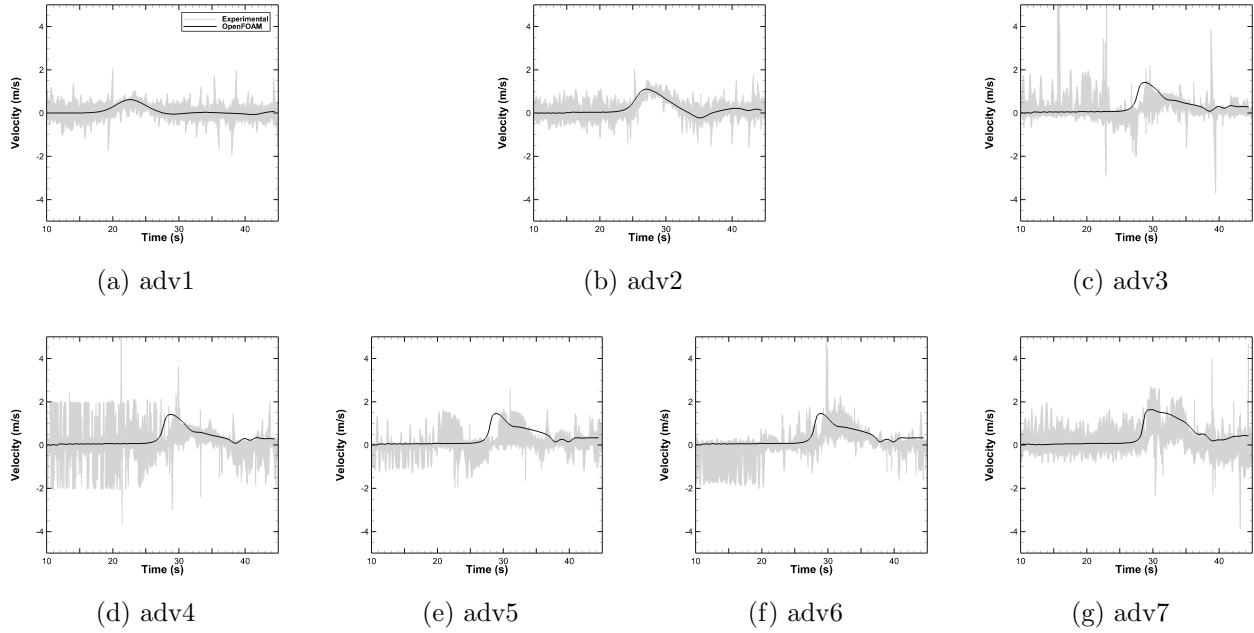 Experimental
OpenFOAM
Velocity (m/s)
4
2
0
-2
-4
10 20 30 40
Time (s)
(a) adv1
Velocity (m/s)
4
2
0
-2
-4
10 20 30 40
Time (s)
(b) adv2
Velocity (m/s)
4
2
0
-2
-4
10 20 30 40
Time (s)
(c) adv3
Velocity (m/s)
4
2
0
-2
-4
10 20 30 40
Time (s)
(d) adv4
Velocity (m/s)
4
2
0
-2
-4
10 20 30 40
Time (s)
(e) adv5
Velocity (m/s)
4
2
0
-2
-4
10 20 30 40
Time (s)
(f) adv6
Velocity (m/s)
4
2
0
-2
-4
10 20 30 40
Time (s)
(g) adv7